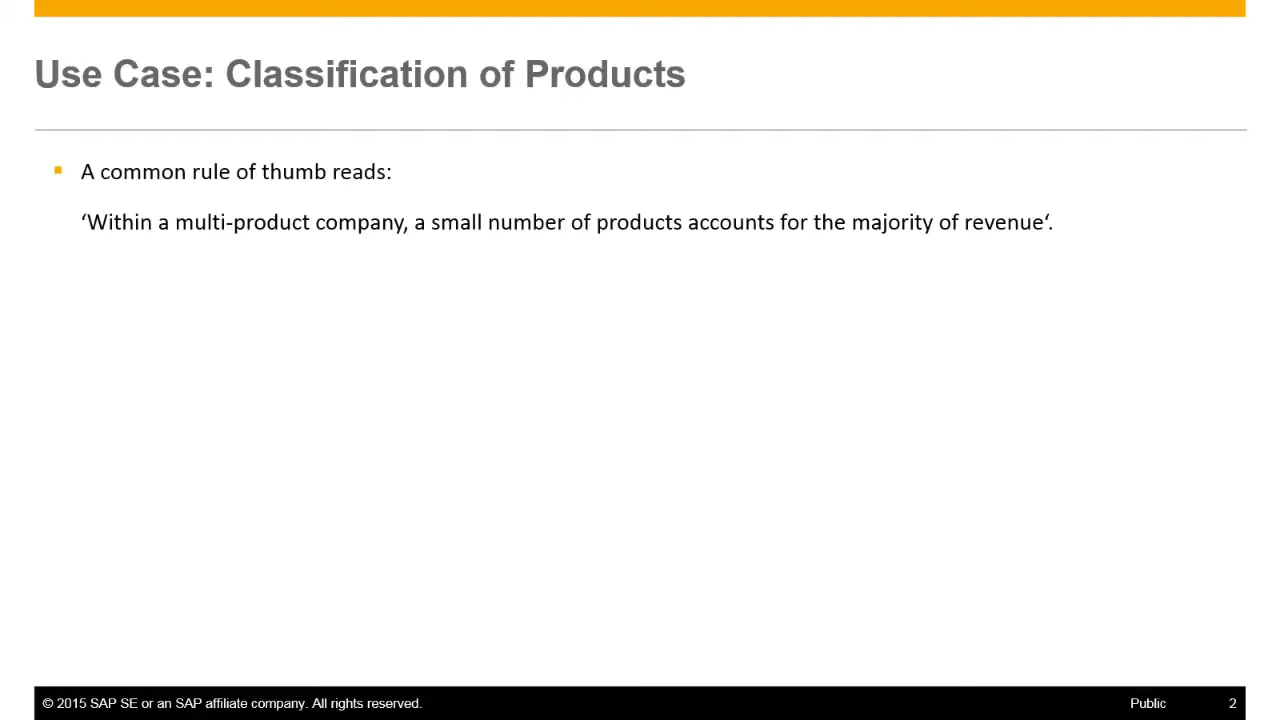 Use Case: Classification of Products
A common rule of thumb reads:
‘Within a multi-product company, a small number of products accounts for the majority of revenue‘.
© 2015 SAP SE or an SAP affiliate company. All rights reserved.
Public
2